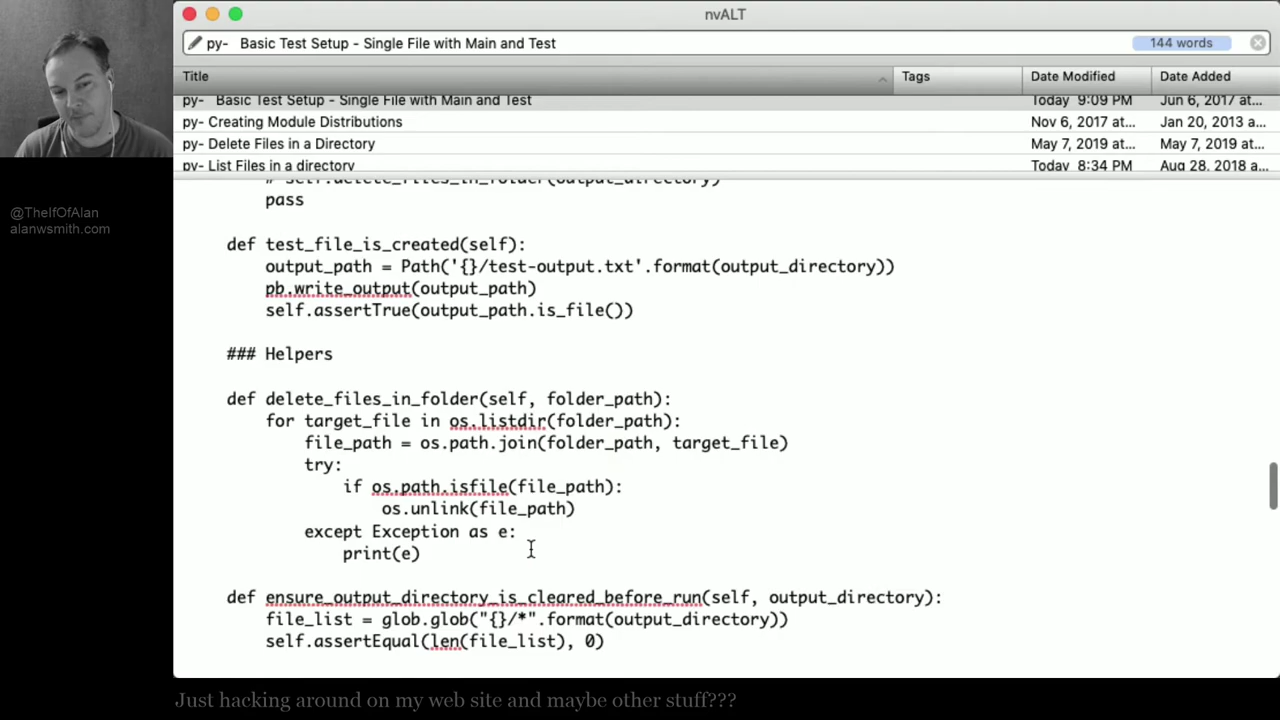 nvALT
py-  Basic Test Setup - Single File with Main and Test
144 words
Title
Tags
Date Modified
Date Added
py-  Basic Test Setup - Single File with Main and Test
Today  9:09 PM
Jun 6, 2017 at...
py- Creating Module Distributions
Nov 6, 2017 at...
Jan 20, 2013 a...
py- Delete Files in a Directory
May 7, 2019 at...
May 7, 2019 at...
py- List Files in a directory
Today  8:34 PM
Aug 28, 2018 a...
@TheIfOfAlan
alanwsmith.com
# self.delete_files_in_folder(output_directory)
pass
def test_file_is_created(self):
output_path = Path('{}/test-output.txt'.format(output_directory))
pb.write_output(output_path)
self.assertTrue(output_path.is_file())
### Helpers
def delete_files_in_folder(self, folder_path):
for target_file in os.listdir(folder_path):
file_path = os.path.join(folder_path, target_file)
try:
if os.path.isfile(file_path):
os.unlink(file_path)
except Exception as e:
print(e)
def ensure_output_directory_is_cleared_before_run(self, output_directory):
file_list = glob.glob("{}/*".format(output_directory))
self.assertEqual(len(file_list), 0)
Just hacking around on my web site and maybe other stuff???